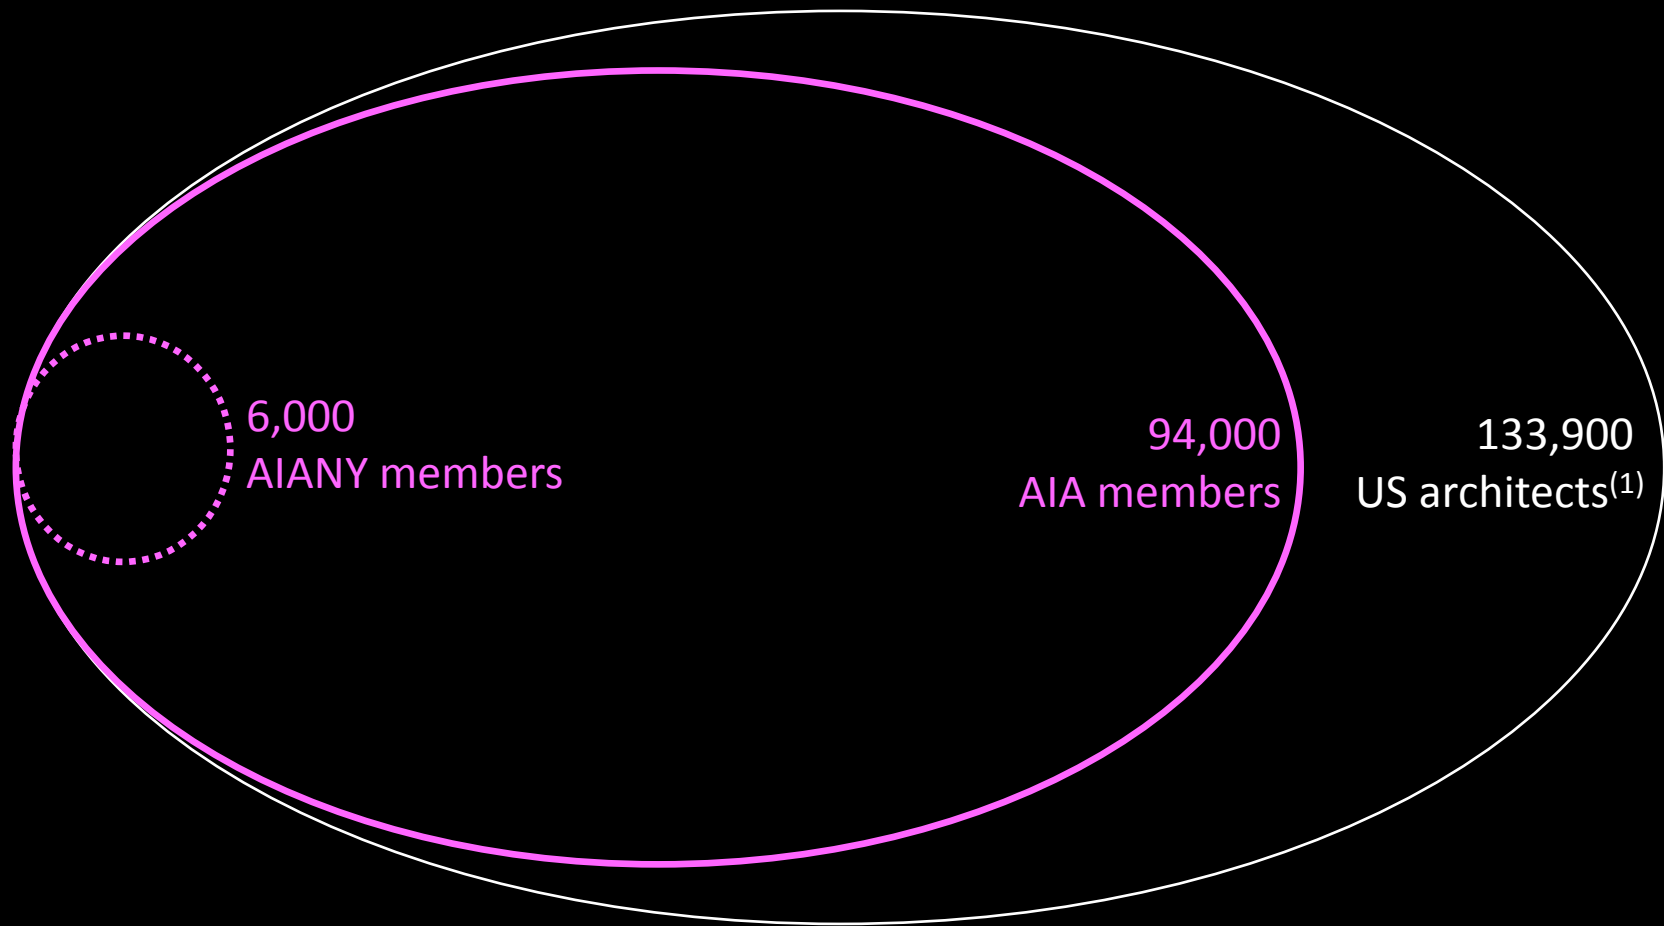 6,000
AIANY members
94,000
AIA members
133,900
US architects(1)